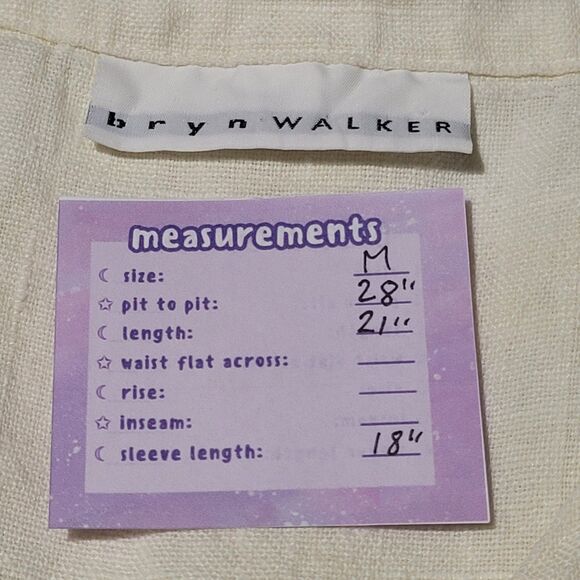 bryn WALKER
measurements
size: M
pit to pit: 28"
length: 21"
waist flat across:
rise:
inseam:
sleeve length: 18"